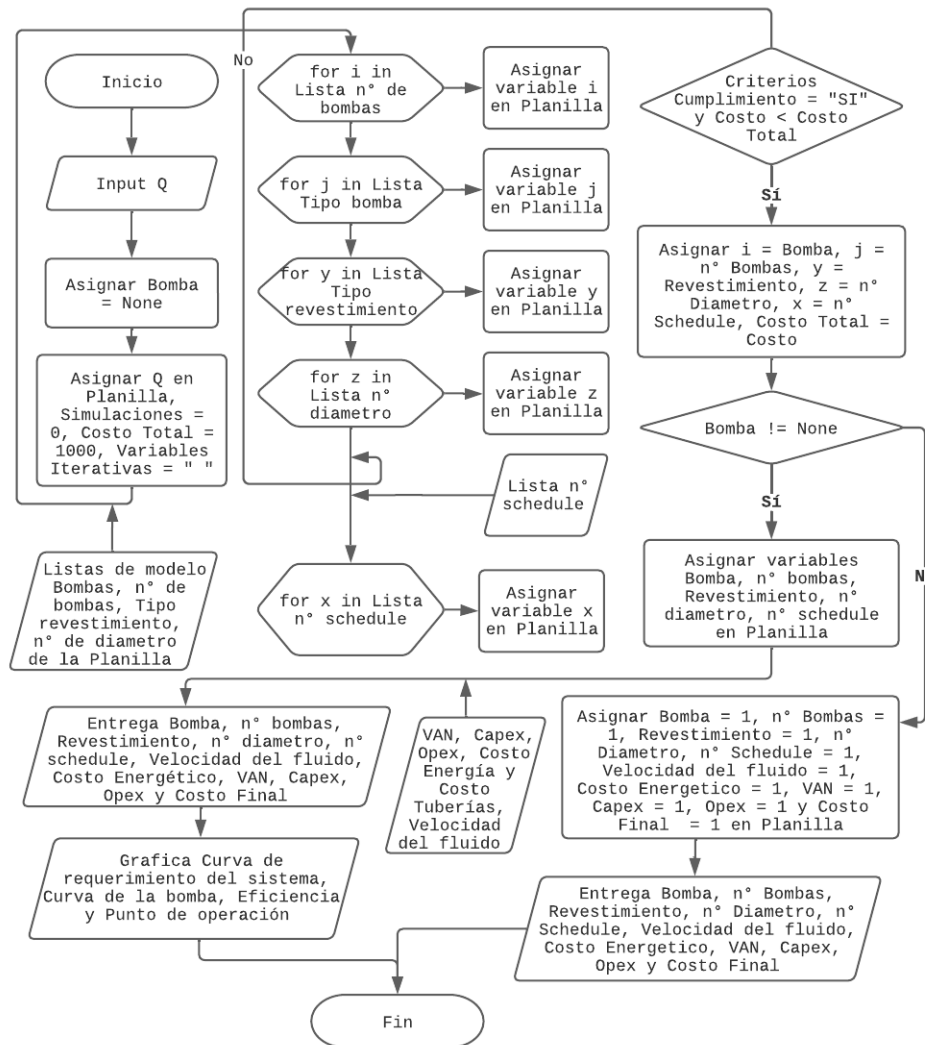 Inicio
Input Q
Asignar Bomba
= None
Asignar Q en
Planilla,
Simulaciones =
0, Costo Total =
1000, Variables
Iterativas = " "
Listas de modelo
Bombas, n° de
bombas, Tipo
revestimiento,
n° de diametro
de la Planilla
No
for i in
Lista n° de
bombas
Asignar
variable i
en Planilla
for j in Lista
Tipo bomba
Asignar
variable j
en Planilla
for y in Lista
Tipo
revestimiento
Asignar
variable y
en Planilla
for z in
Lista n°
diametro
Asignar
variable z
en Planilla
Lista n°
schedule
for x in Lista
n° schedule
Asignar
variable x
en Planilla
Criterios
Cumplimiento = "SI"
y Costo < Costo
Total
Sí
Asignar i = Bomba, j =
n° Bombas, y =
Revestimiento, z = n°
Diametro, x = n°
Schedule, Costo Total =
Costo
Bomba != None
Sí
N
Asignar variables
Bomba, n° bombas,
Revestimiento, n°
diametro, n° schedule
en Planilla
Entrega Bomba, n° bombas,
Revestimiento, n° diametro, n°
schedule, Velocidad del fluido,
Costo Energético, VAN, Capex,
Opex y Costo Final
VAN, Capex,
Opex, Costo
Energía y
Costo
Tuberías,
Velocidad
del fluido
Asignar Bomba = 1, n° Bombas =
1, Revestimiento = 1, n°
Diametro, n° Schedule = 1,
Velocidad del fluido = 1,
Costo Energetico = 1, VAN = 1,
Capex = 1, Opex = 1 y Costo
Final = 1 en Planilla
Grafica Curva de
requerimiento del sistema,
Curva de la bomba, Eficiencia
y Punto de operación
Entrega Bomba, n° Bombas,
Revestimiento, n° Diametro, n°
Schedule, Velocidad del fluido,
Costo Energetico, VAN, Capex,
Opex y Costo Final
Fin